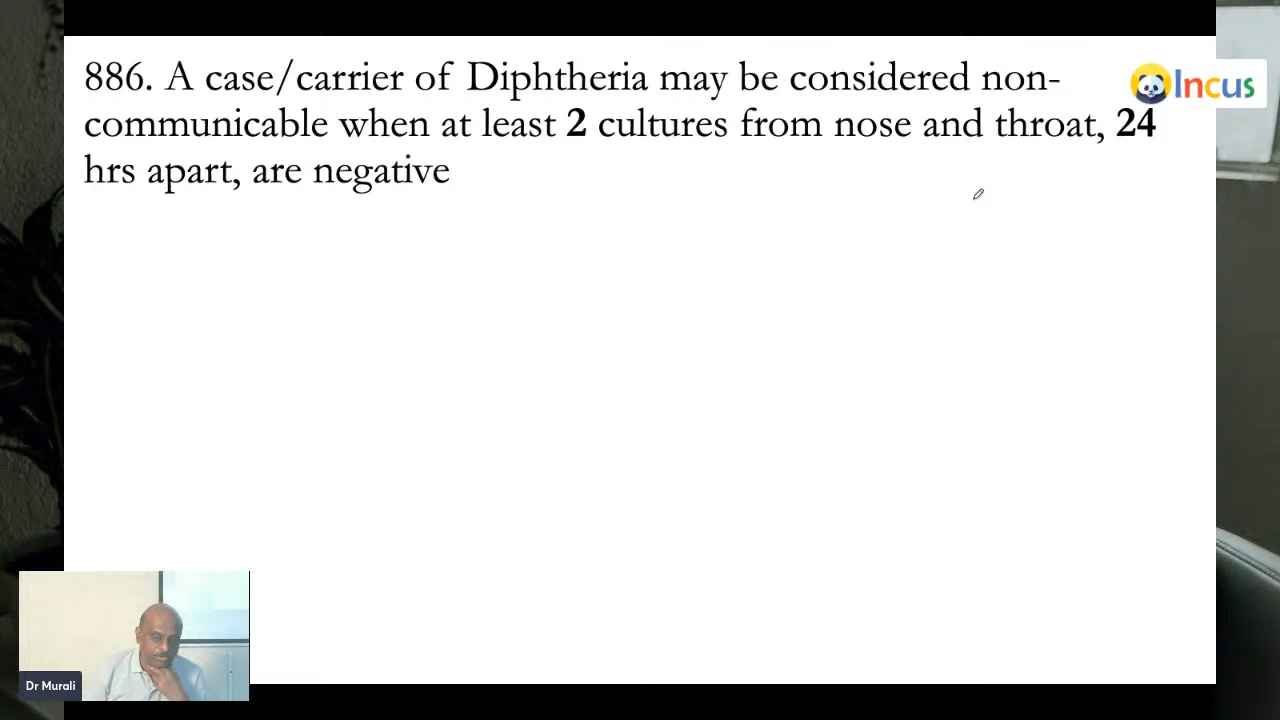 886. A case/carrier of Diphtheria may be considered non-
communicable when at least 2 cultures from nose and throat, 24
hrs apart, are negative
Incus
Dr Murali